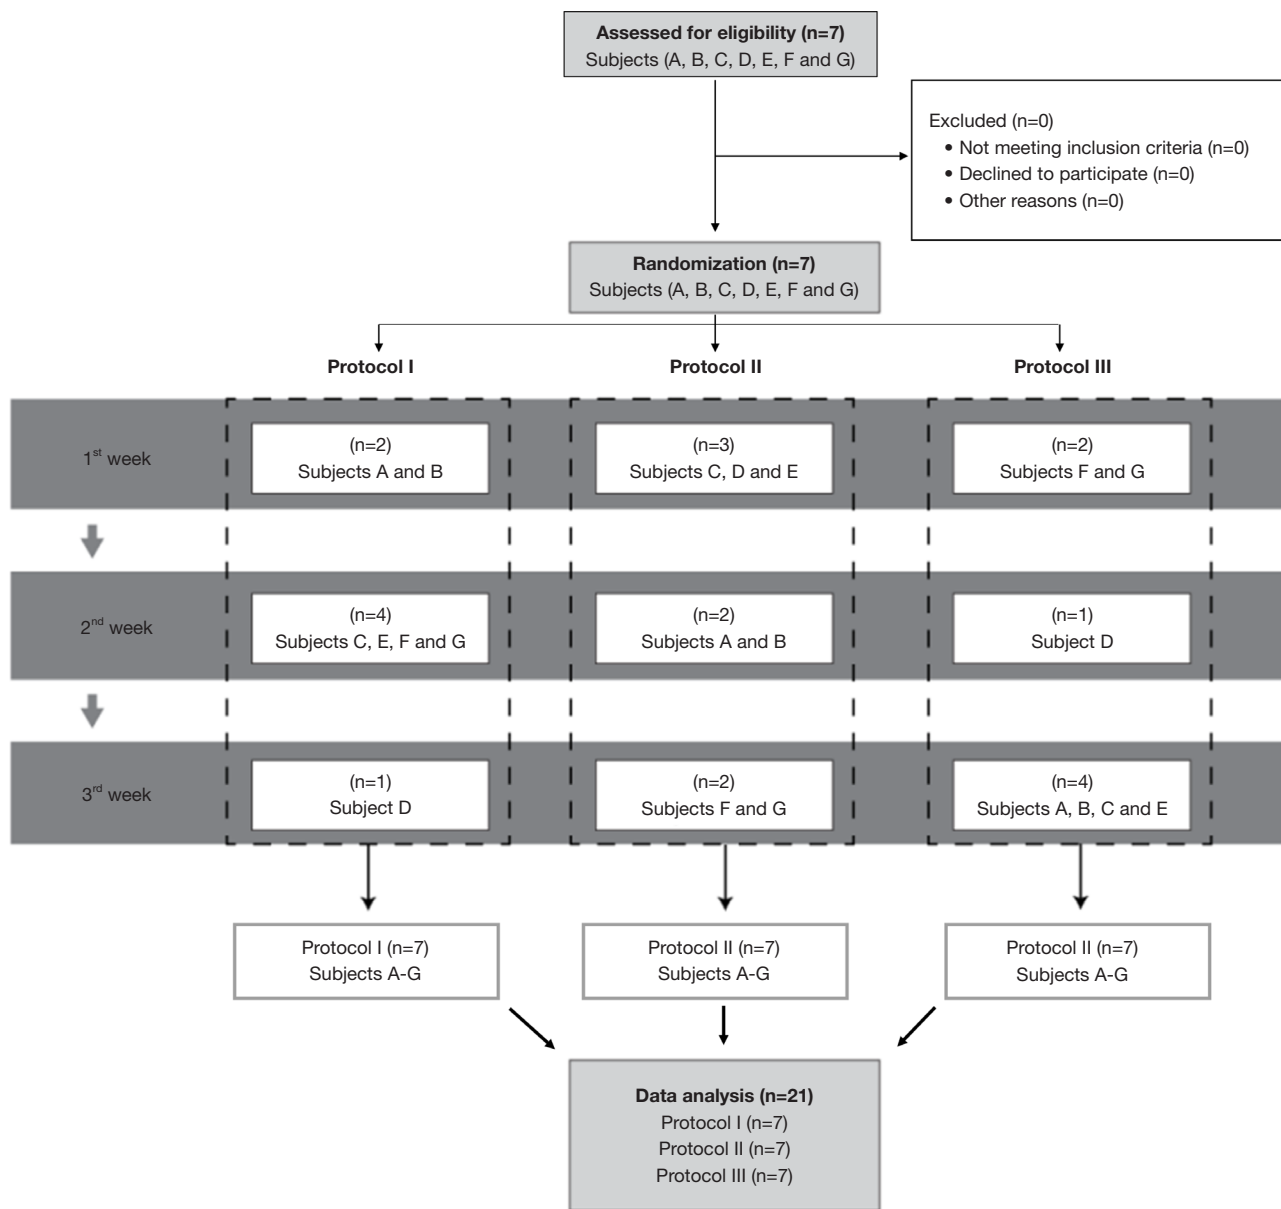 Assessed for eligibility (n=7)
Subjects (A, B, C, D, E, F and G)
Excluded (n=0)
• Not meeting inclusion criteria (n=0)
• Declined to participate (n=0)
• Other reasons (n=0)
Randomization (n=7)
Subjects (A, B, C, D, E, F and G)
Protocol I
Protocol II
Protocol III
1st week
(n=2)
Subjects A and B
(n=3)
Subjects C, D and E
(n=2)
Subjects F and G
2nd week
(n=4)
Subjects C, E, F and G
(n=2)
Subjects A and B
(n=1)
Subject D
3rd week
(n=1)
Subject D
(n=2)
Subjects F and G
(n=4)
Subjects A, B, C and E
Protocol I (n=7)
Subjects A-G
Protocol II (n=7)
Subjects A-G
Protocol II (n=7)
Subjects A-G
Data analysis (n=21)
Protocol I (n=7)
Protocol II (n=7)
Protocol III (n=7)